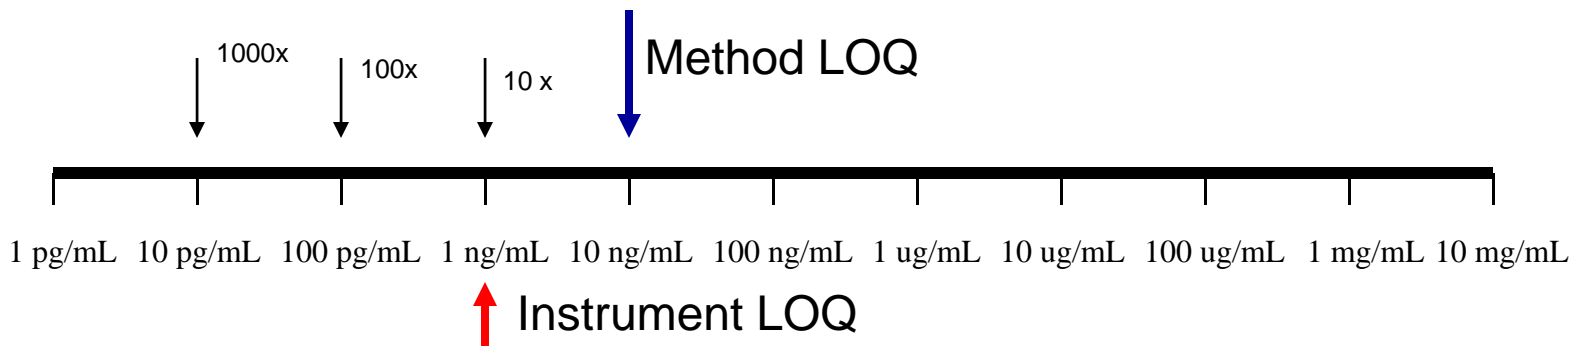 1000x
100x
10 x
Method LOQ
1 pg/mL 10 pg/mL 100 pg/mL 1 ng/mL 10 ng/mL 100 ng/mL 1 ug/mL 10 ug/mL 100 ug/mL 1 mg/mL 10 mg/mL
Instrument LOQ